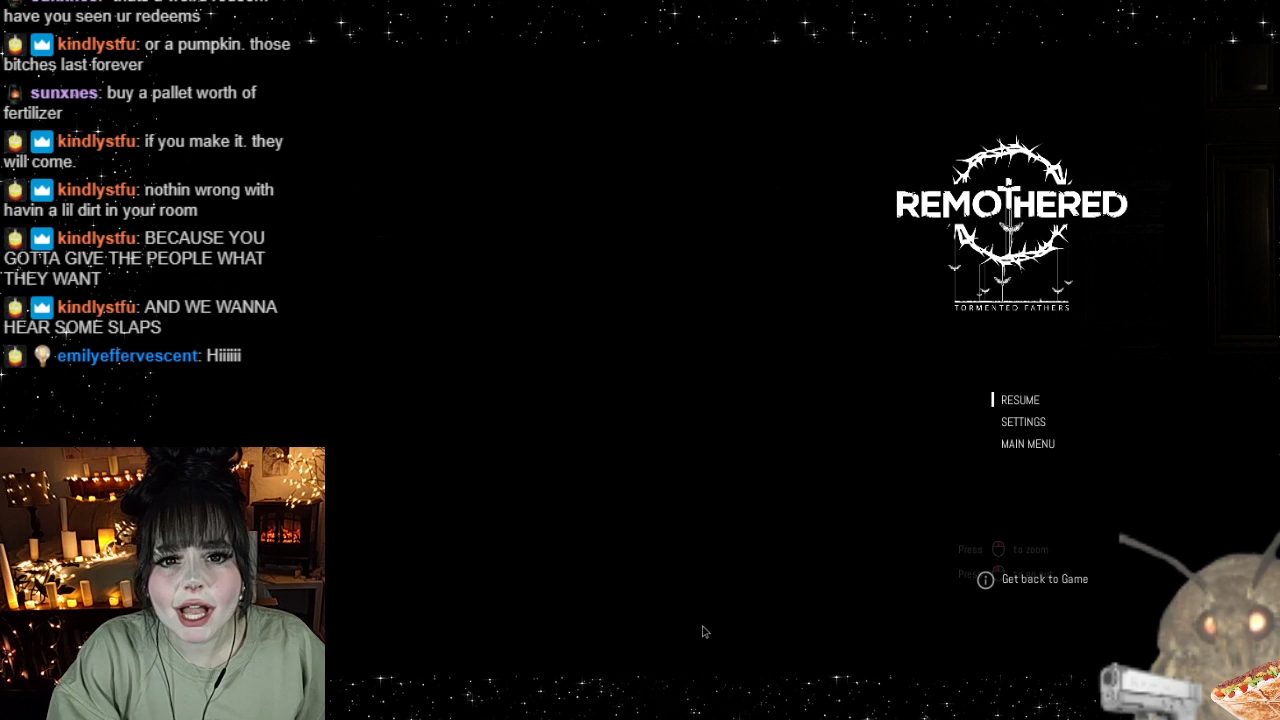 have you seen ur redeems
kindlystfu: or a pumpkin. those
bitches last forever
sunxnes: buy a pallet worth of
fertilizer
kindlystfu: if you make it. they
will come.
kindlystfu: nothin wrong with
havin a lil dirt in your room
kindlystfu: BECAUSE YOU
GOTTA GIVE THE PEOPLE WHAT
THEY WANT
kindlystfu: AND WE WANNA
HEAR SOME SLAPS
emilyeffervescent: Hiiiiii
REMOTHERED
TORMENTED FATHERS
RESUME
SETTINGS
MAIN MENU
Press to zoom
Get back to Game